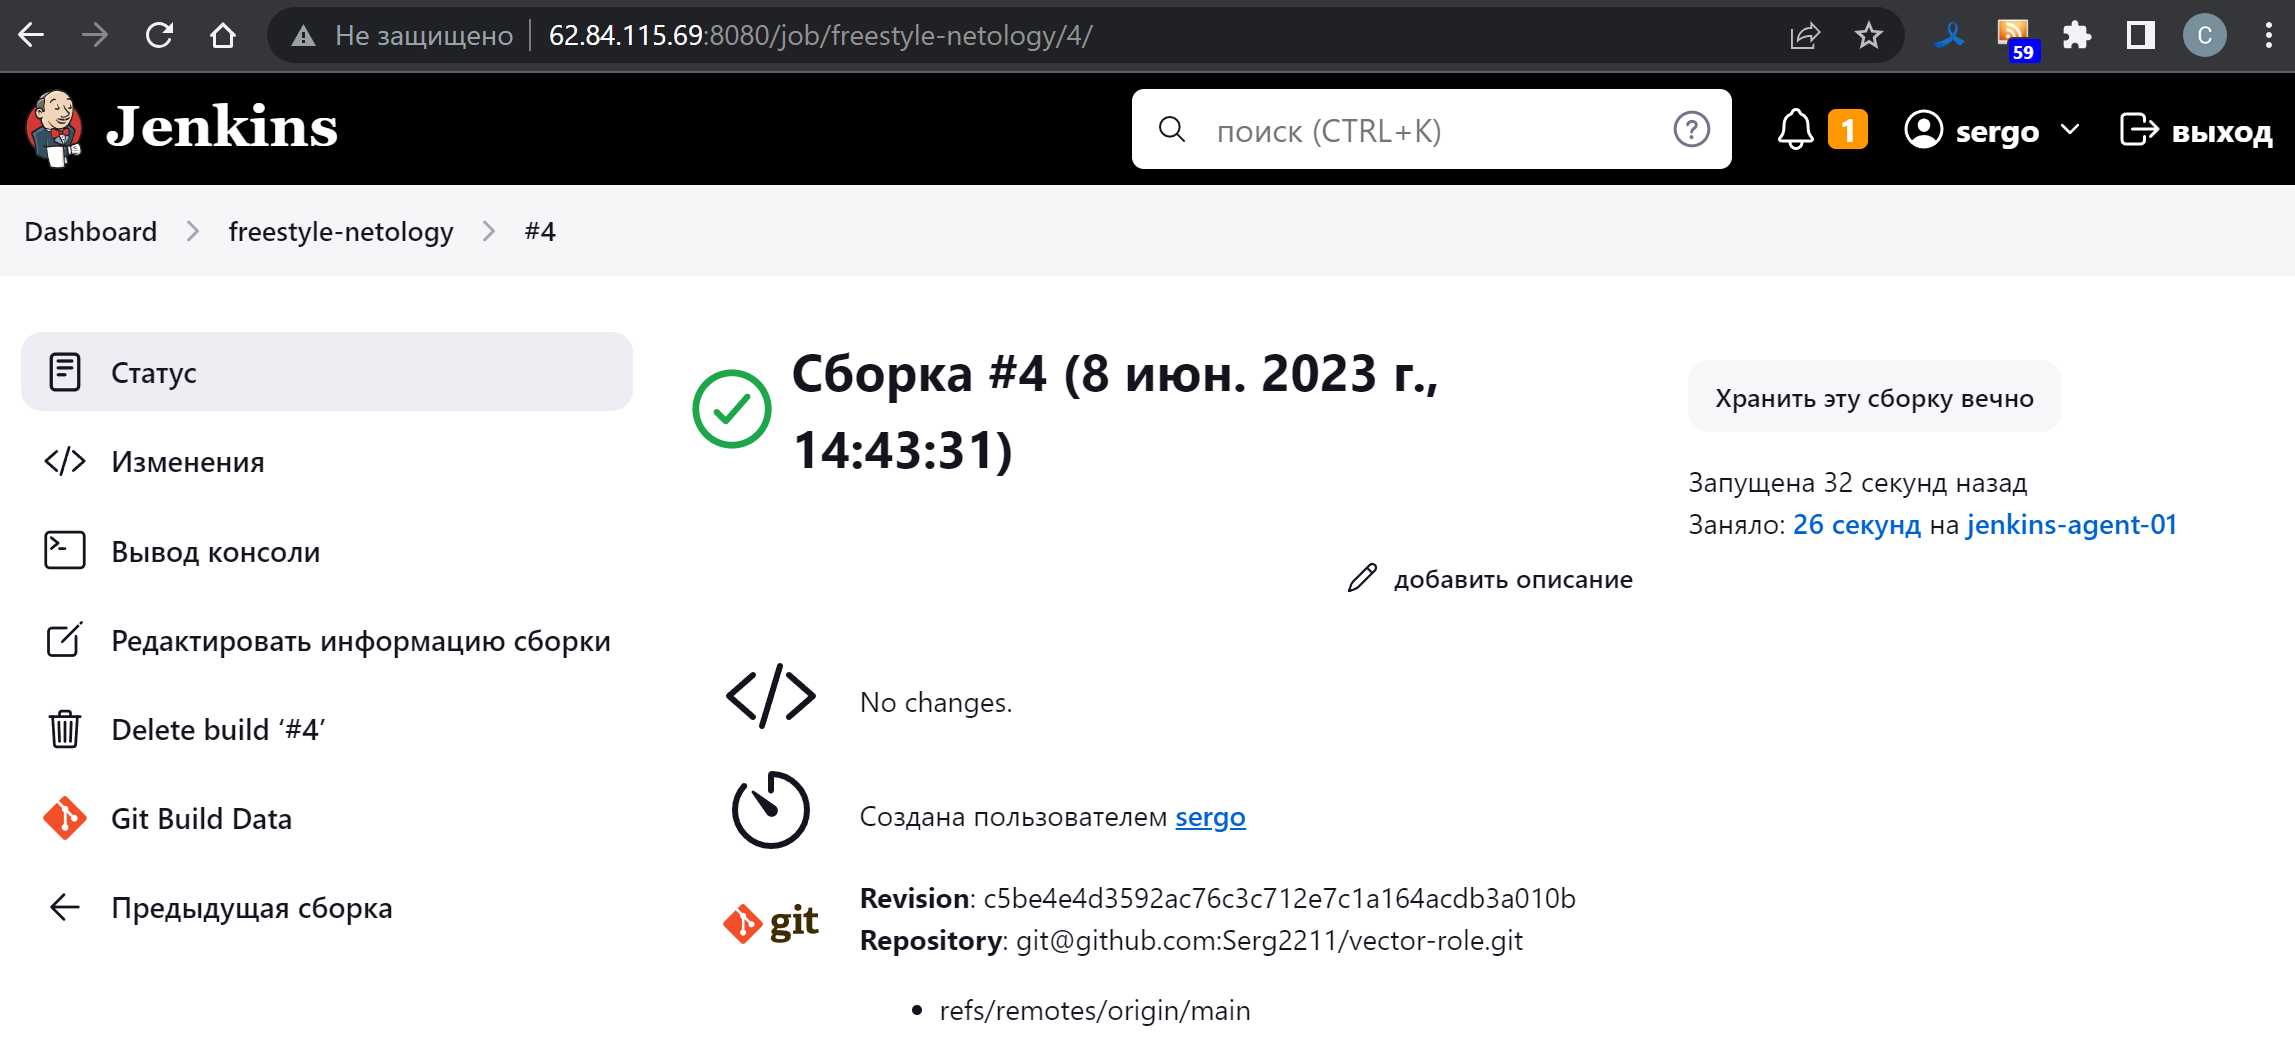 Не защищено 62.84.115.69:8080/job/freestyle-netology/4/
59
C
Jenkins
поиск (CTRL+K)
?
1
sergo
выход
Dashboard
freestyle-netology
#4
Статус
Изменения
Вывод консоли
Редактировать информацию сборки
Delete build ‘#4’
Git Build Data
Предыдущая сборка
Сборка #4 (8 июн. 2023 г.,
14:43:31)
добавить описание
Хранить эту сборку вечно
Запущена 32 секунд назад
Заняло: 26 секунд на jenkins-agent-01
No changes.
Создана пользователем sergo
git
Revision: c5be4e4d3592ac76c3c712e7c1a164acdb3a010b
Repository: git@github.com:Serg2211/vector-role.git
• refs/remotes/origin/main